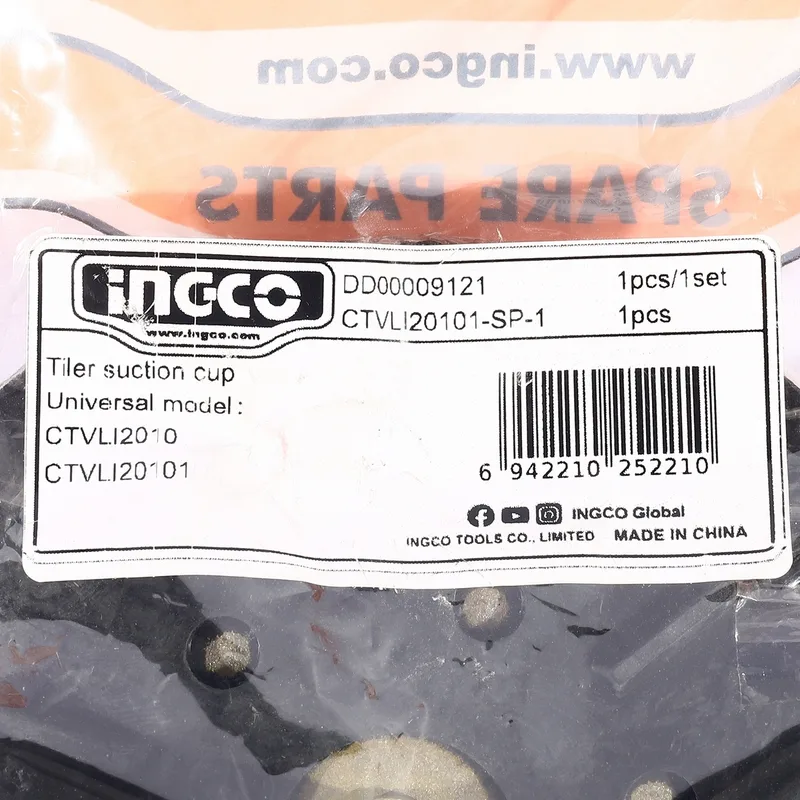 www.ingco.com
SPARE PARTS
INGCO
www.ingco.com
DD00009121 1pcs/1set
CTVLI20101-SP-1 1pcs
Tiler suction cup
Universal model:
CTVLI2010
CTVLI20101
6 942210 252210
INGCO Global
INGCO TOOLS CO., LIMITED MADE IN CHINA